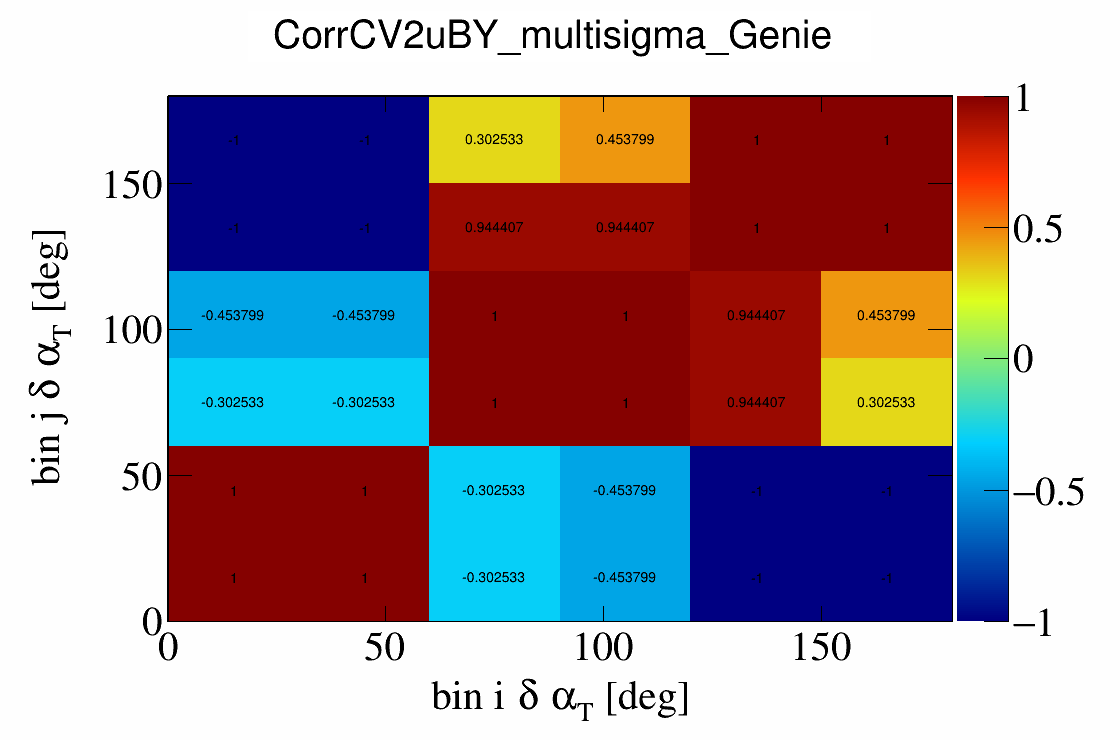 CorrCV2uBY_multisigma_Genie
-1 -1 0.302533 0.453799 1 1
-1 -1 0.944407 0.944407 1 1
-0.453799 -0.453799 1 1 0.944407 0.453799
-0.302533 -0.302533 1 1 0.944407 0.302533
1 1 -0.302533 -0.453799 -1 -1
1 1 -0.302533 -0.453799 -1 -1
150
100
50
0
0 50 100 150
bin i δ αT [deg]
bin j δ αT [deg]
1
0.5
0
−0.5
−1